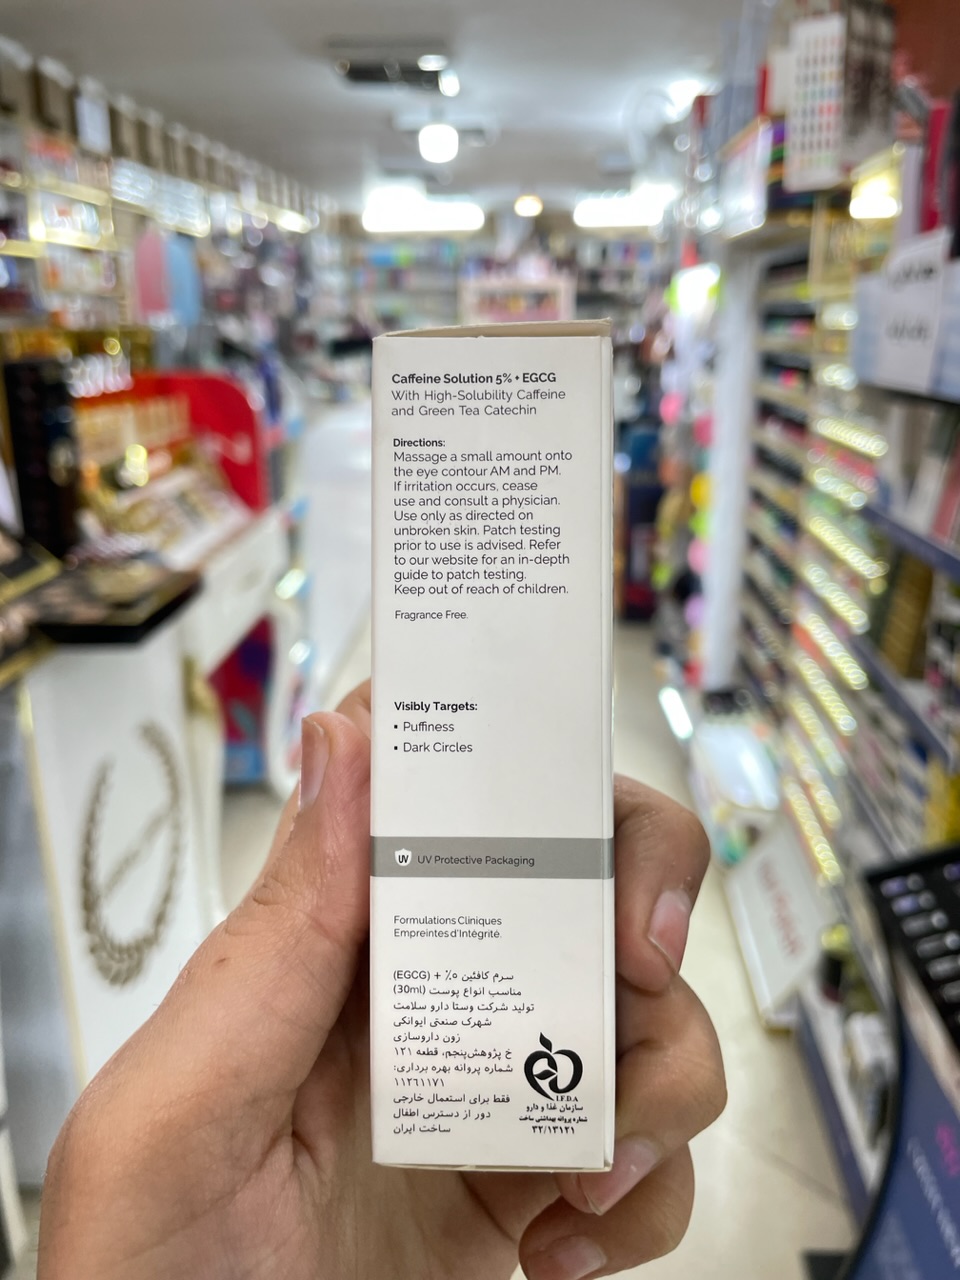 Caffeine Solution 5% + EGCG
With High-Solubility Caffeine
and Green Tea Catechin
Directions:
Massage a small amount onto
the eye contour AM and PM.
If irritation occurs, cease
use and consult a physician.
Use only as directed on
unbroken skin. Patch testing
prior to use is advised. Refer
to our website for an in-depth
guide to patch testing.
Keep out of reach of children.
Fragrance Free.
Visibly Targets:
▪ Puffiness
▪ Dark Circles
UV UV Protective Packaging
Formulations Cliniques
Empreintes d'Intégrité.
سرم کافئین ۵٪ + (EGCG)
مناسب انواع پوست (30ml)
تولید شرکت وستا دارو سلامت
شهرک صنعتی ایوانکی
زون داروسازی
خ پژوهش‌پنجم، قطعه ۱۲۱
شماره پروانه بهره برداری:
۱۱۲۶۱۱۷۱
فقط برای استعمال خارجی
دور از دسترس اطفال
ساخت ایران
I.F.D.A
سازمان غذا و دارو
شماره پروانه بهداشتی ساخت
۳۲/۱۳۱۲۱